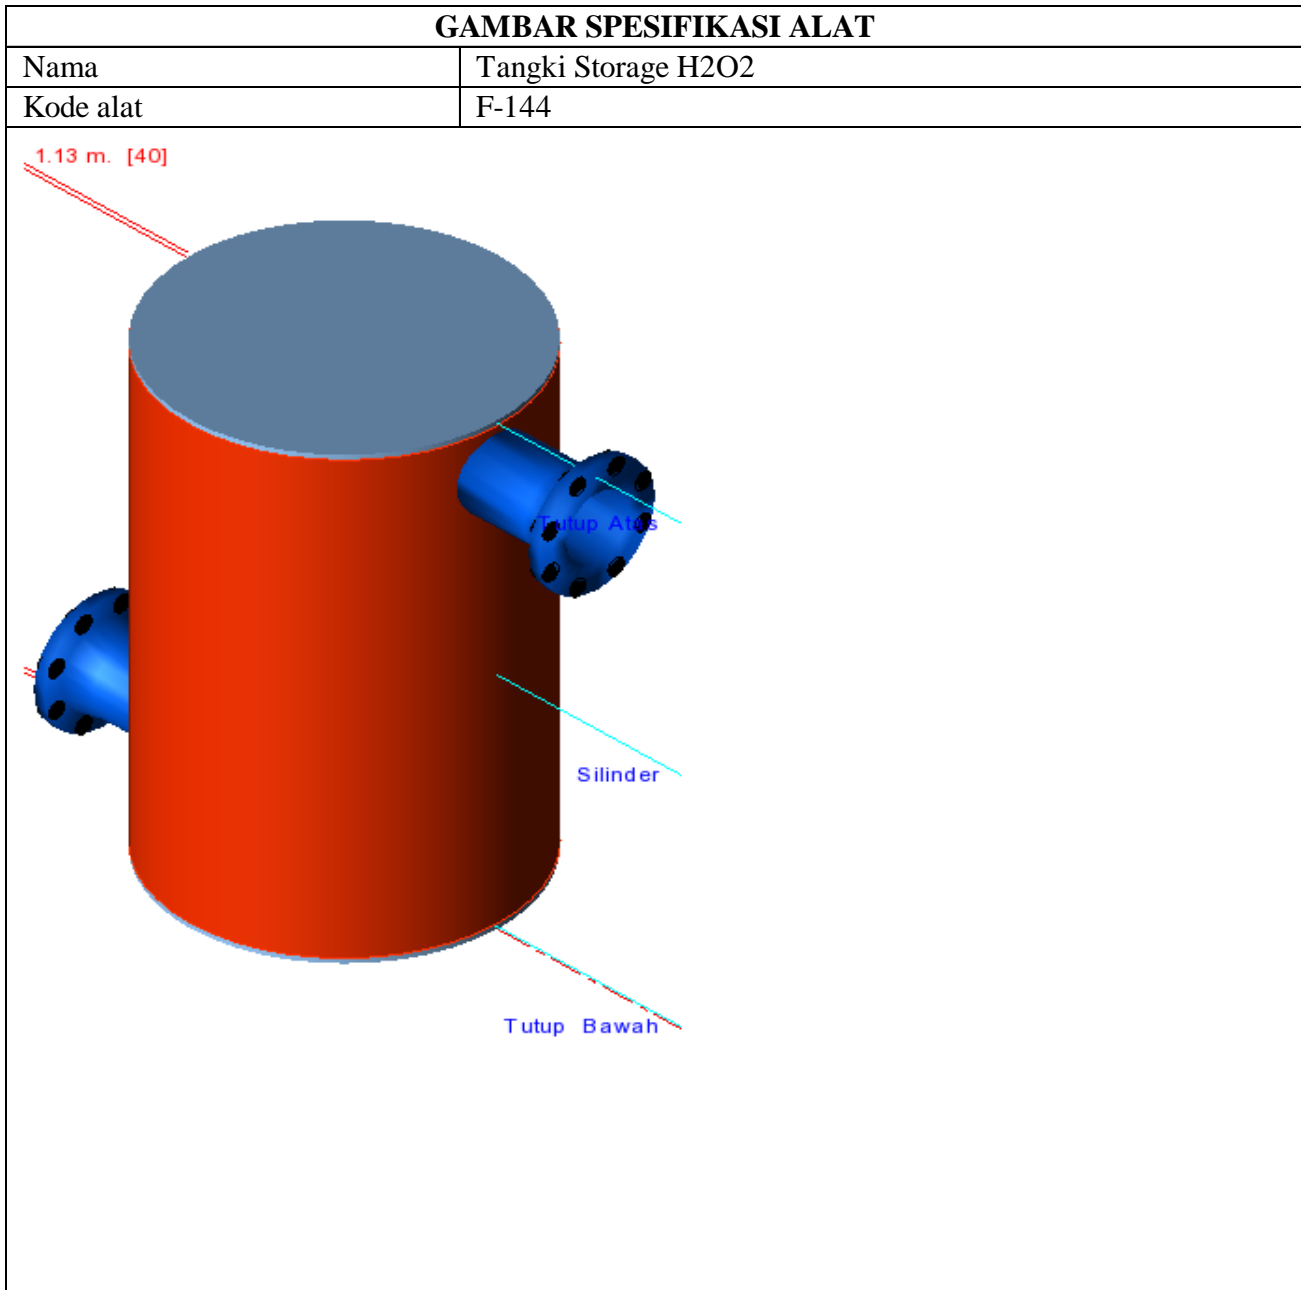 GAMBAR SPESIFIKASI ALAT
Nama Tangki Storage H2O2
Kode alat F-144
1.13 m. [40]
Tutup Atas
Silinder
Tutup Bawah